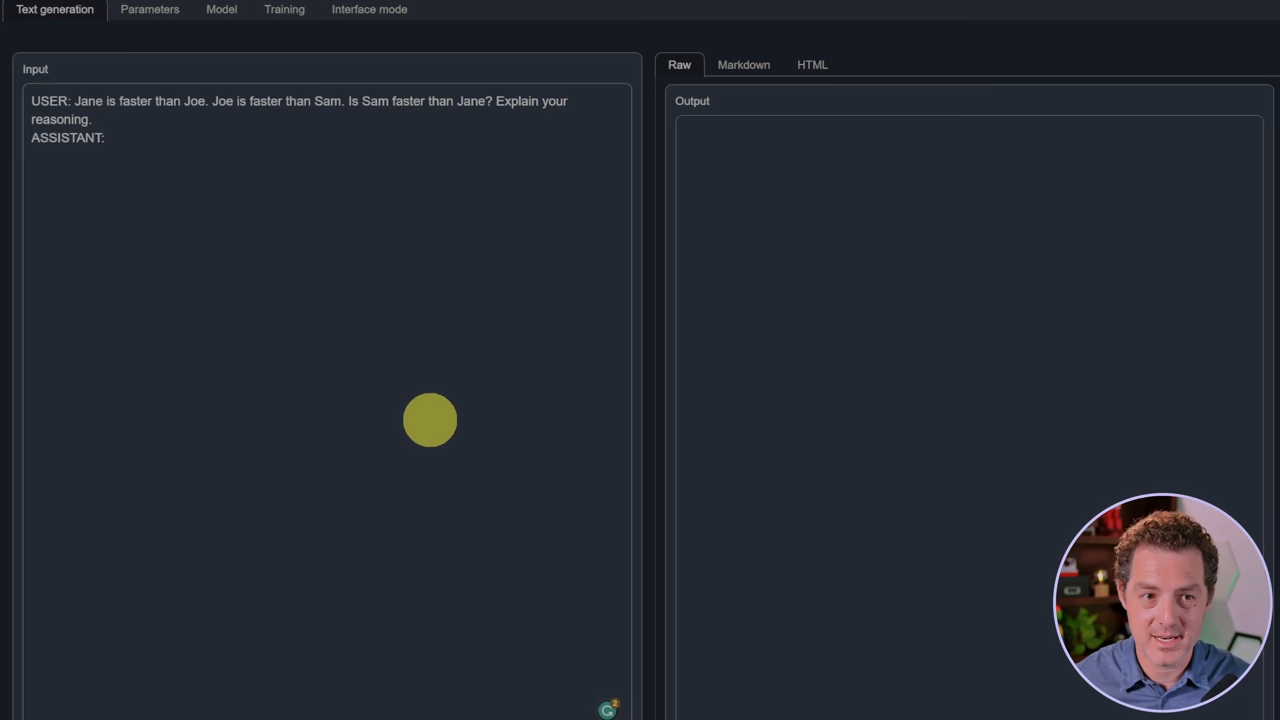 Text generation
Parameters
Model
Training
Interface mode
Input
USER: Jane is faster than Joe. Joe is faster than Sam. Is Sam faster than Jane? Explain your
reasoning.
ASSISTANT:
Raw
Markdown
HTML
Output
2